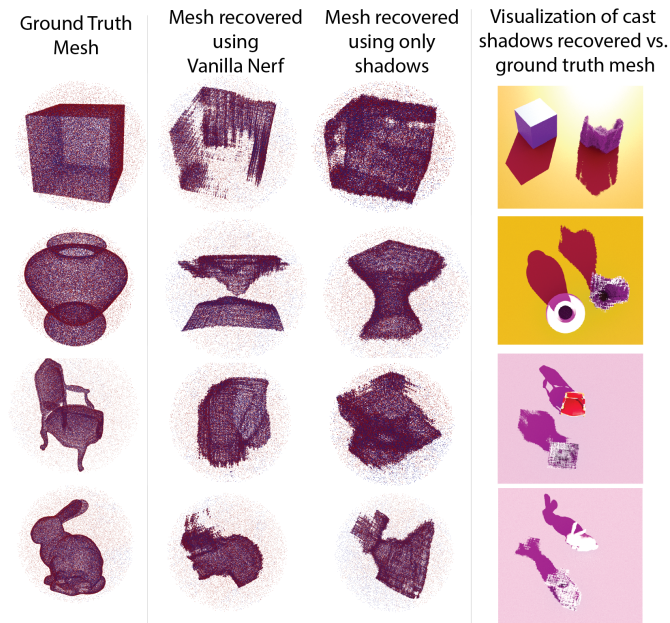 Ground Truth
Mesh
Mesh recovered
using
Vanilla Nerf
Mesh recovered
using only
shadows
Visualization of cast
shadows recovered vs.
ground truth mesh